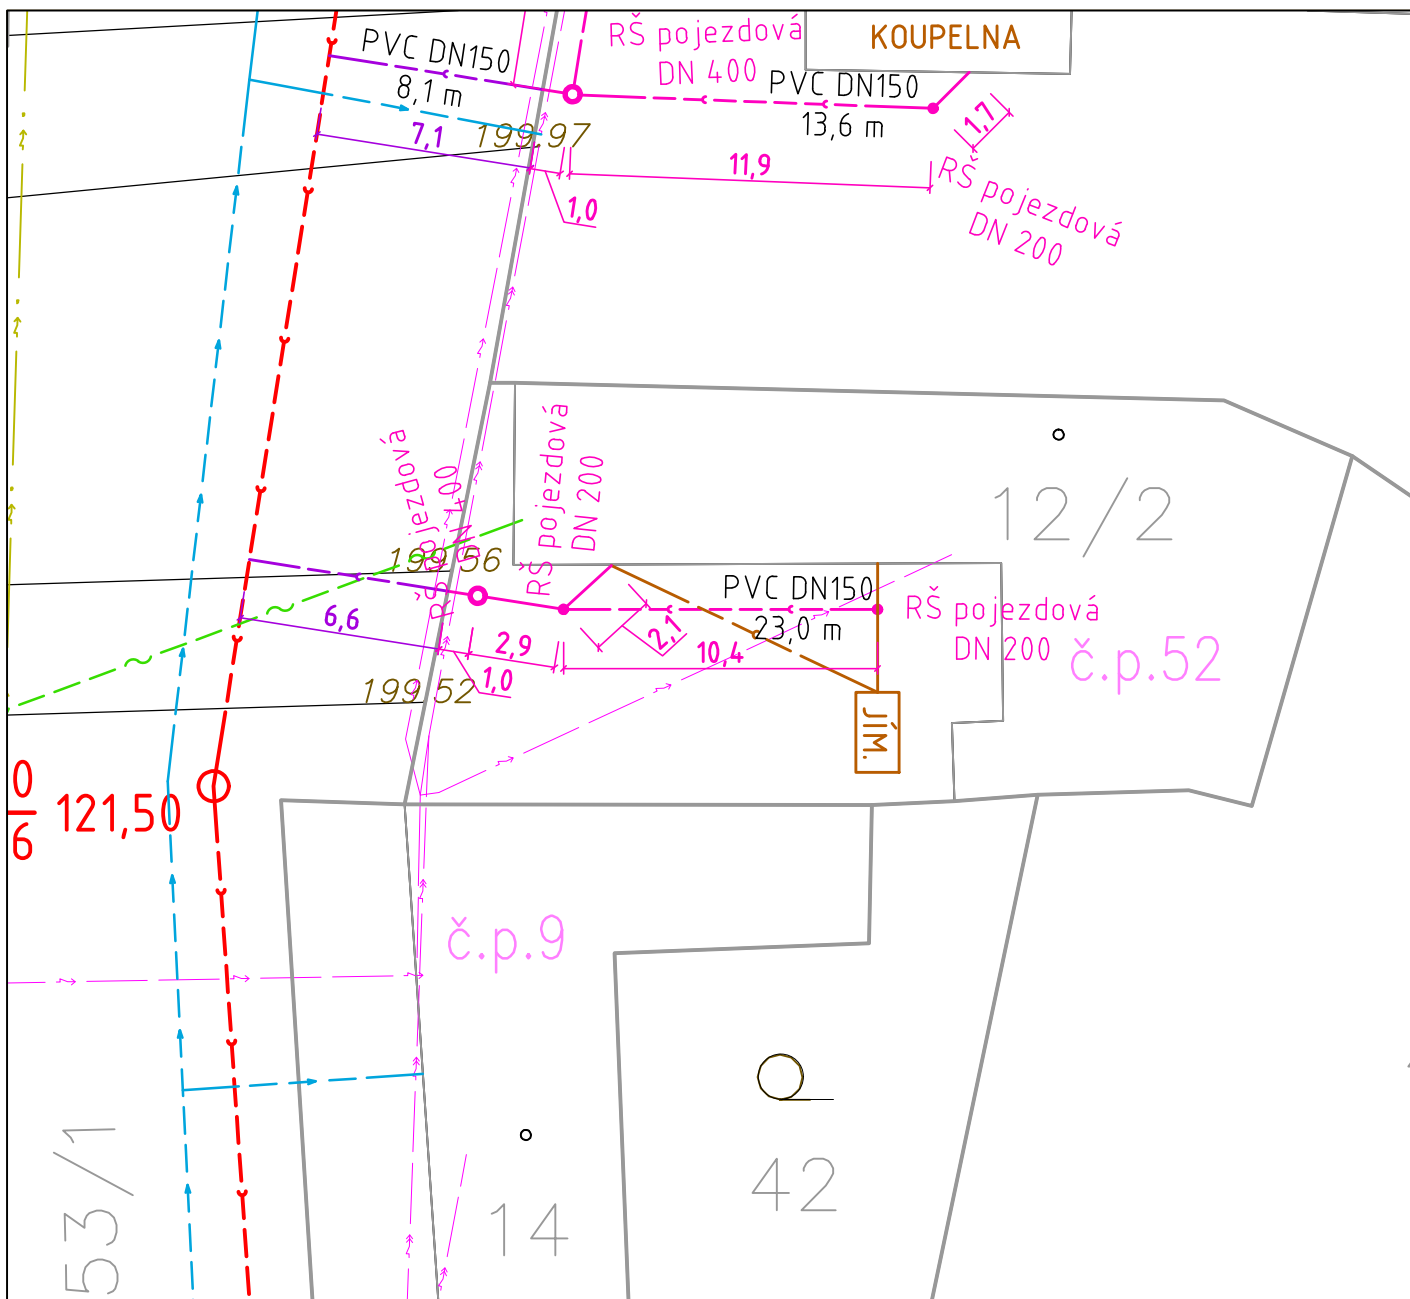 PVC DN150
8,1 m
RŠ pojezdová
DN 400
KOUPELNA
PVC DN150
13,6 m
1,7
7,1
199.97
11,9
1,0
RŠ pojezdová
DN 200
RŠ pojezdová
DN 400
RŠ pojezdová
DN 200
12/2
199.56
PVC DN150
23,0 m
RŠ pojezdová
DN 200
6,6
2,9
2,1
10,4
1,0
č.p.52
199.52
JÍM.
0
6
121,50
č.p.9
53/1
14
42